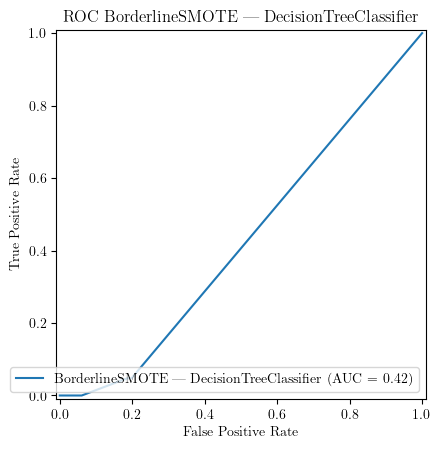 ROC BorderlineSMOTE — DecisionTreeClassifier
1.0
0.8
0.6
0.4
0.2
0.0
True Positive Rate
BorderlineSMOTE — DecisionTreeClassifier (AUC = 0.42)
0.0 0.2 0.4 0.6 0.8 1.0
False Positive Rate